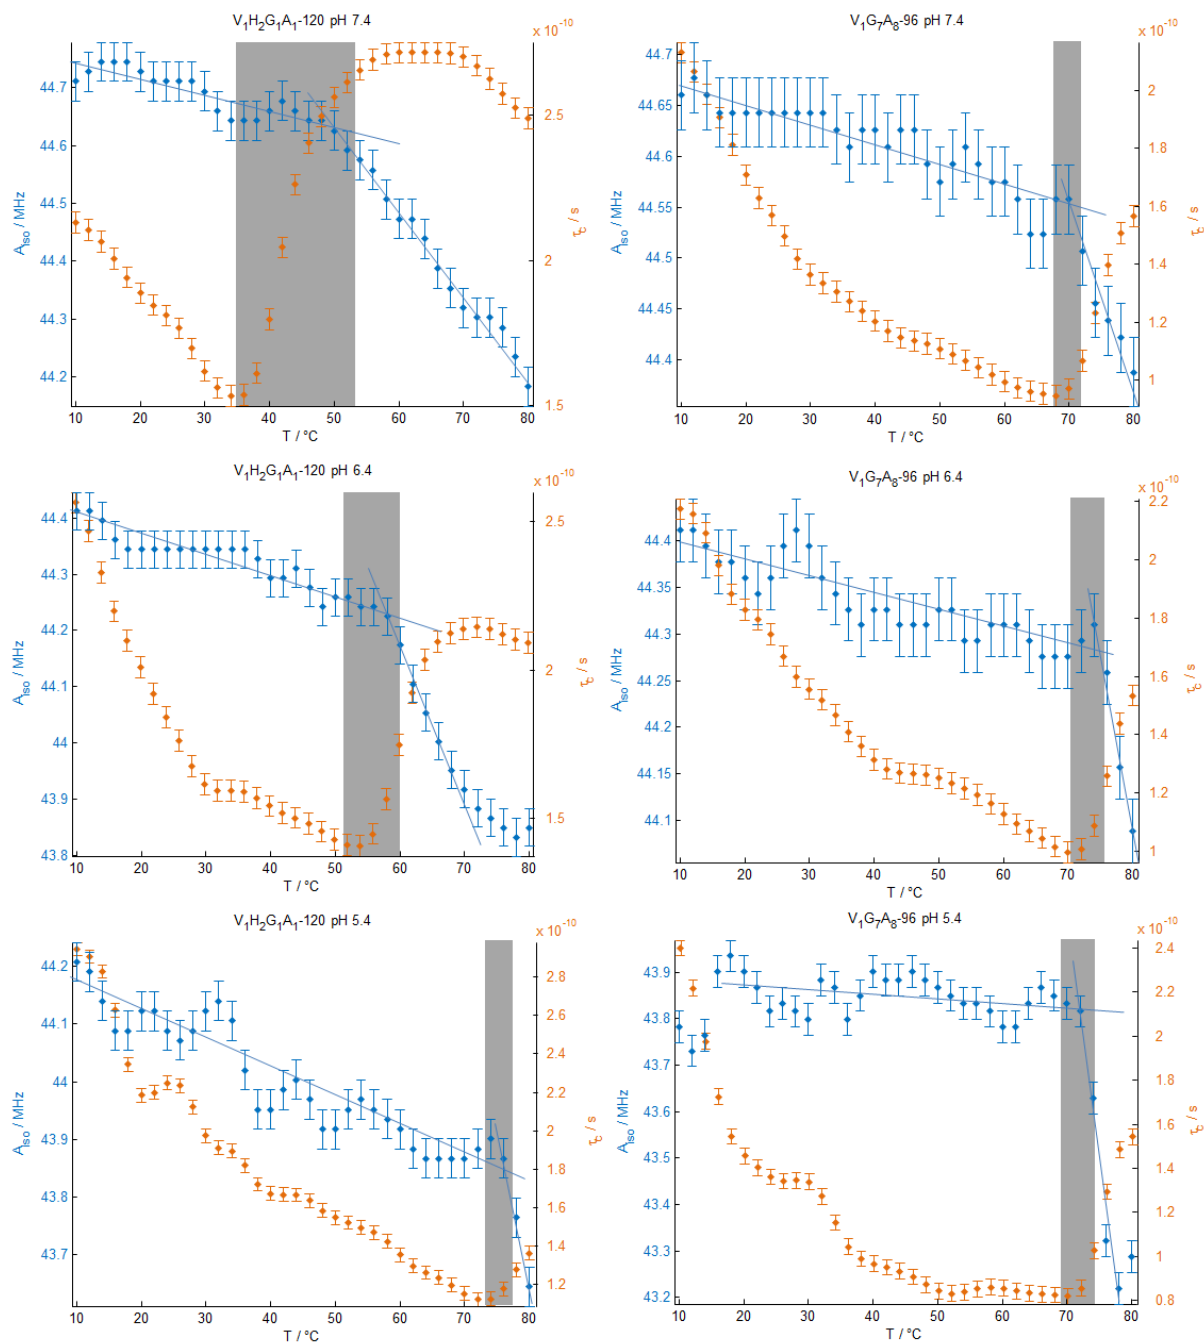 V1H2G1A1-120 pH 7.4
x 10-10
44.7
44.6
44.5
44.4
44.3
44.2
Aiso / MHz
2.5
2
1.5
τc / s
10 20 30 40 50 60 70 80
T / °C
V1G7A8-96 pH 7.4
x 10-10
44.7
44.65
44.6
44.55
44.5
44.45
44.4
Aiso / MHz
2
1.8
1.6
1.4
1.2
1
τc / s
10 20 30 40 50 60 70 80
T / °C
V1H2G1A1-120 pH 6.4
x 10-10
44.4
44.3
44.2
44.1
44
43.9
43.8
Aiso / MHz
2.5
2
1.5
τc / s
10 20 30 40 50 60 70 80
T / °C
V1G7A8-96 pH 6.4
x 10-10
44.4
44.35
44.3
44.25
44.2
44.15
44.1
Aiso / MHz
2.2
2
1.8
1.6
1.4
1.2
1
τc / s
10 20 30 40 50 60 70 80
T / °C
V1H2G1A1-120 pH 5.4
x 10-10
44.2
44.1
44
43.9
43.8
43.7
Aiso / MHz
2.8
2.6
2.4
2.2
2
1.8
1.6
1.4
1.2
τc / s
10 20 30 40 50 60 70 80
T / °C
V1G7A8-96 pH 5.4
x 10-10
43.9
43.8
43.7
43.6
43.5
43.4
43.3
43.2
Aiso / MHz
2.4
2.2
2
1.8
1.6
1.4
1.2
1
0.8
τc / s
10 20 30 40 50 60 70 80
T / °C